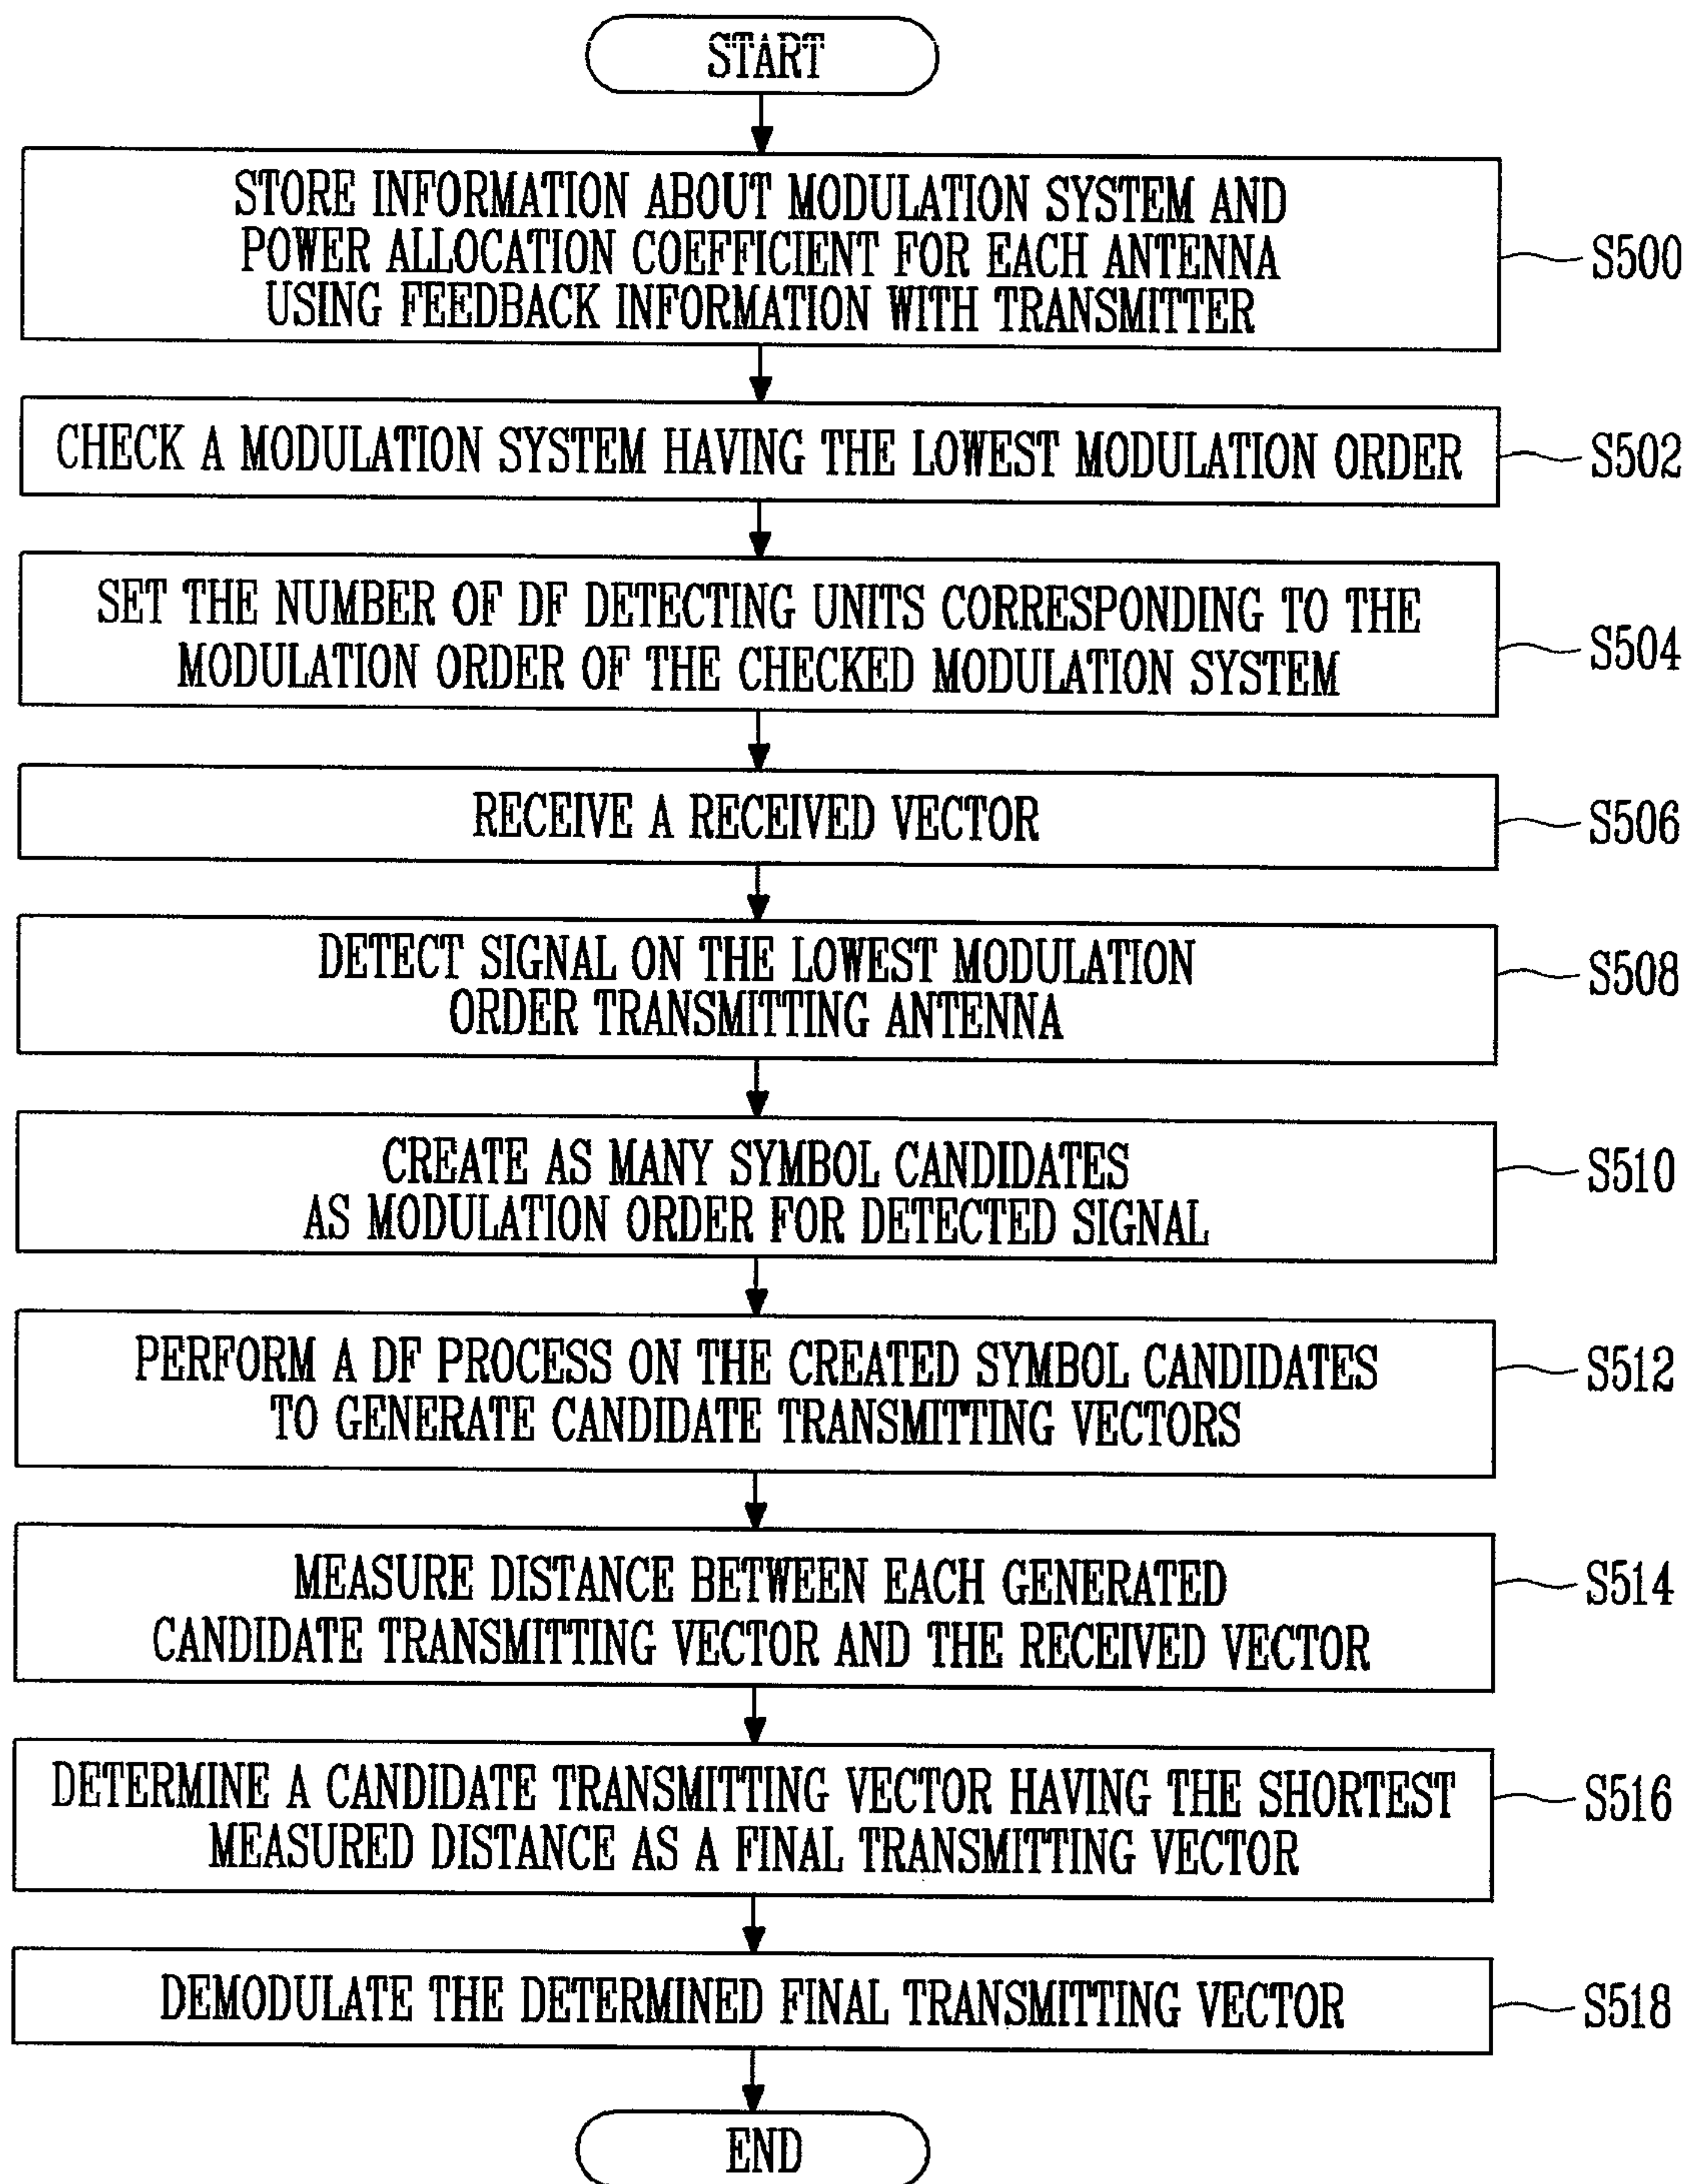 START
STORE INFORMATION ABOUT MODULATION SYSTEM AND
POWER ALLOCATION COEFFICIENT FOR EACH ANTENNA
USING FEEDBACK INFORMATION WITH TRANSMITTER
S500
CHECK A MODULATION SYSTEM HAVING THE LOWEST MODULATION ORDER
S502
SET THE NUMBER OF DF DETECTING UNITS CORRESPONDING TO THE
MODULATION ORDER OF THE CHECKED MODULATION SYSTEM
S504
RECEIVE A RECEIVED VECTOR
S506
DETECT SIGNAL ON THE LOWEST MODULATION
ORDER TRANSMITTING ANTENNA
S508
CREATE AS MANY SYMBOL CANDIDATES
AS MODULATION ORDER FOR DETECTED SIGNAL
S510
PERFORM A DF PROCESS ON THE CREATED SYMBOL CANDIDATES
TO GENERATE CANDIDATE TRANSMITTING VECTORS
S512
MEASURE DISTANCE BETWEEN EACH GENERATED
CANDIDATE TRANSMITTING VECTOR AND THE RECEIVED VECTOR
S514
DETERMINE A CANDIDATE TRANSMITTING VECTOR HAVING THE SHORTEST
MEASURED DISTANCE AS A FINAL TRANSMITTING VECTOR
S516
DEMODULATE THE DETERMINED FINAL TRANSMITTING VECTOR
S518
END